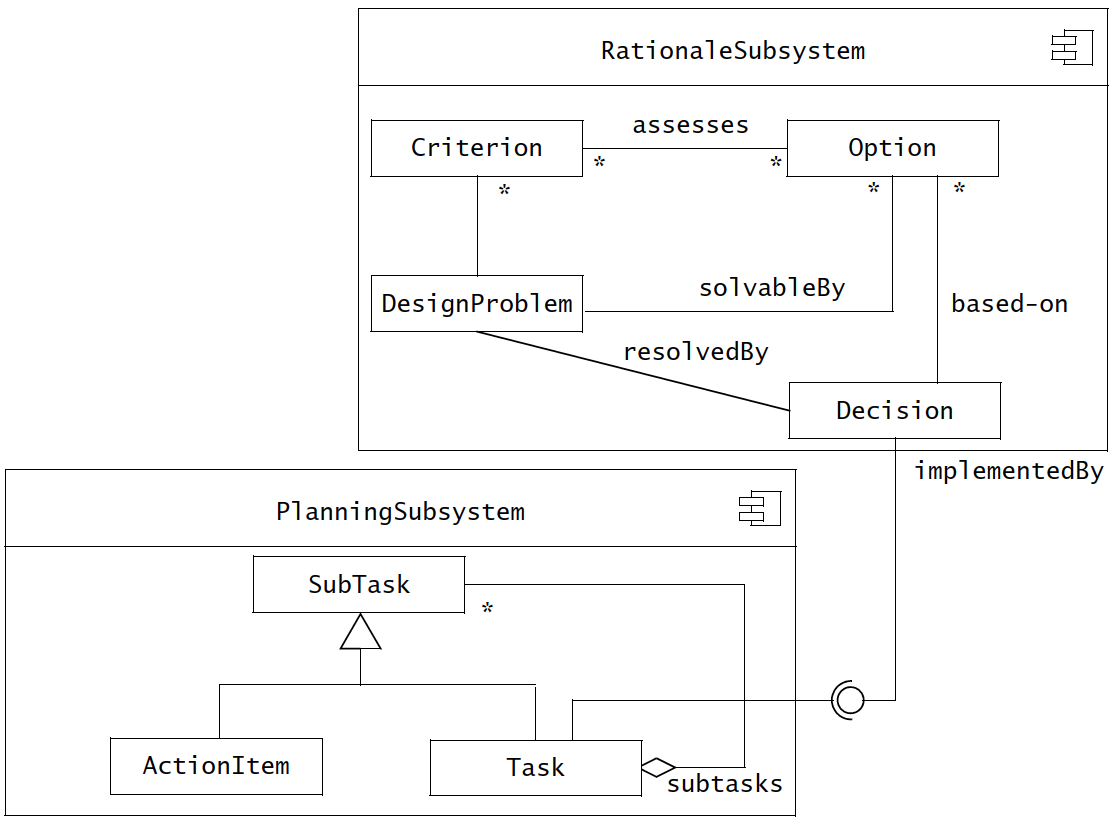 RationaleSubsystem
assesses
Criterion
Option
*
*
*
*
*
solvableBy
DesignProblem
based-on
resolvedBy
Decision
implementedBy
PlanningSubsystem
SubTask
*
ActionItem
Task
subtasks